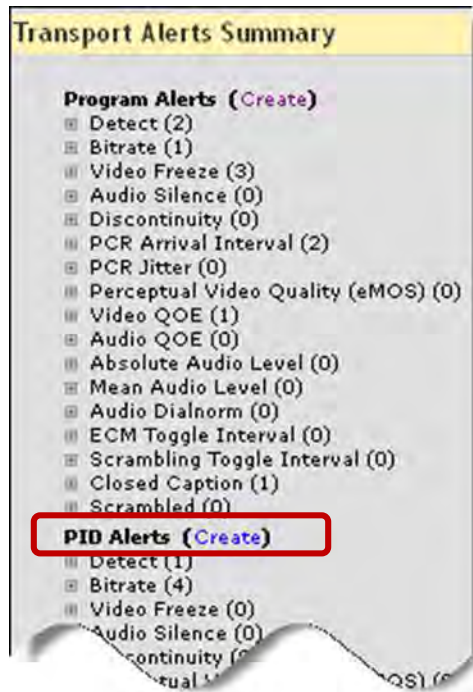 Transport Alerts Summary
Program Alerts (Create)
Detect (2)
Bitrate (1)
Video Freeze (3)
Audio Silence (0)
Discontinuity (0)
PCR Arrival Interval (2)
PCR Jitter (0)
Perceptual Video Quality (eMOS) (0)
Video QOE (1)
Audio QOE (0)
Absolute Audio Level (0)
Mean Audio Level (0)
Audio Dialnorm (0)
ECM Toggle Interval (0)
Scrambling Toggle Interval (0)
Closed Caption (1)
Scrambled (0)
PID Alerts (Create)
Detect (1)
Bitrate (4)
Video Freeze (0)
Audio Silence (0)
continuity
tual